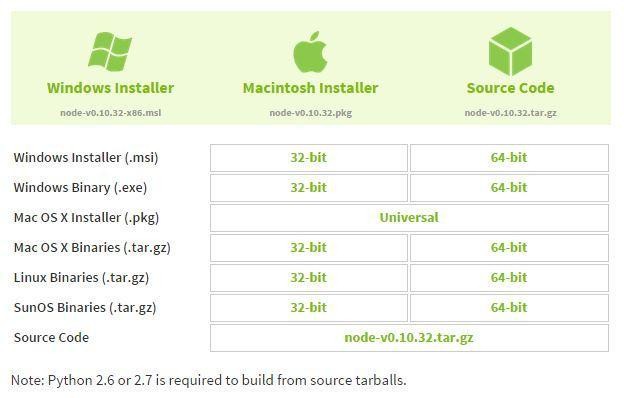 Windows Installer Macintosh Installer Source Code
node-v0.10.32-x86.msi node-v0.10.32.pkg node-v0.10.32.tar.gz
Windows Installer (.msi) 32-bit 64-bit
Windows Binary (.exe) 32-bit 64-bit
Mac OS X Installer (.pkg) Universal
Mac OS X Binaries (.tar.gz) 32-bit 64-bit
Linux Binaries (.tar.gz) 32-bit 64-bit
SunOS Binaries (.tar.gz) 32-bit 64-bit
Source Code node-v0.10.32.tar.gz
Note: Python 2.6 or 2.7 is required to build from source tarballs.